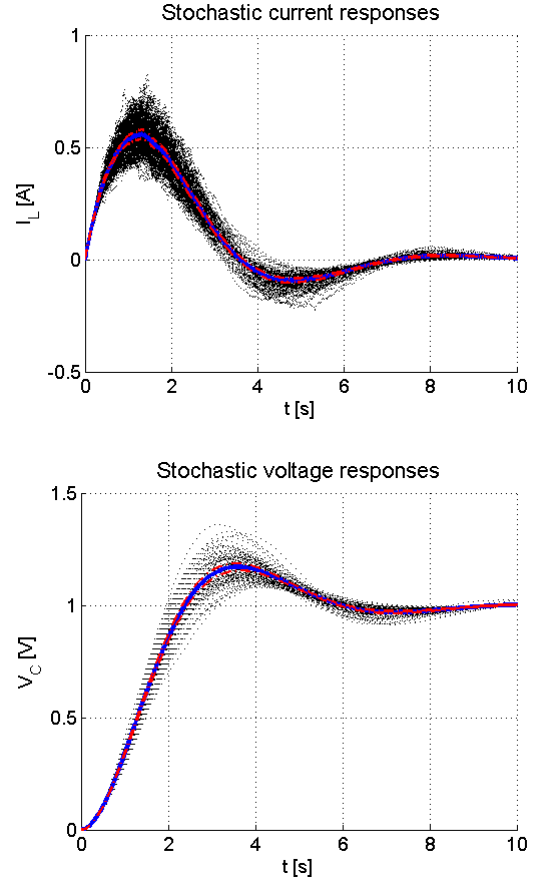 Stochastic current responses
1
0.5
0
-0.5
I_L [A]
0 2 4 6 8 10
t [s]
Stochastic voltage responses
1.5
1
0.5
0
V_C [V]
0 2 4 6 8 10
t [s]